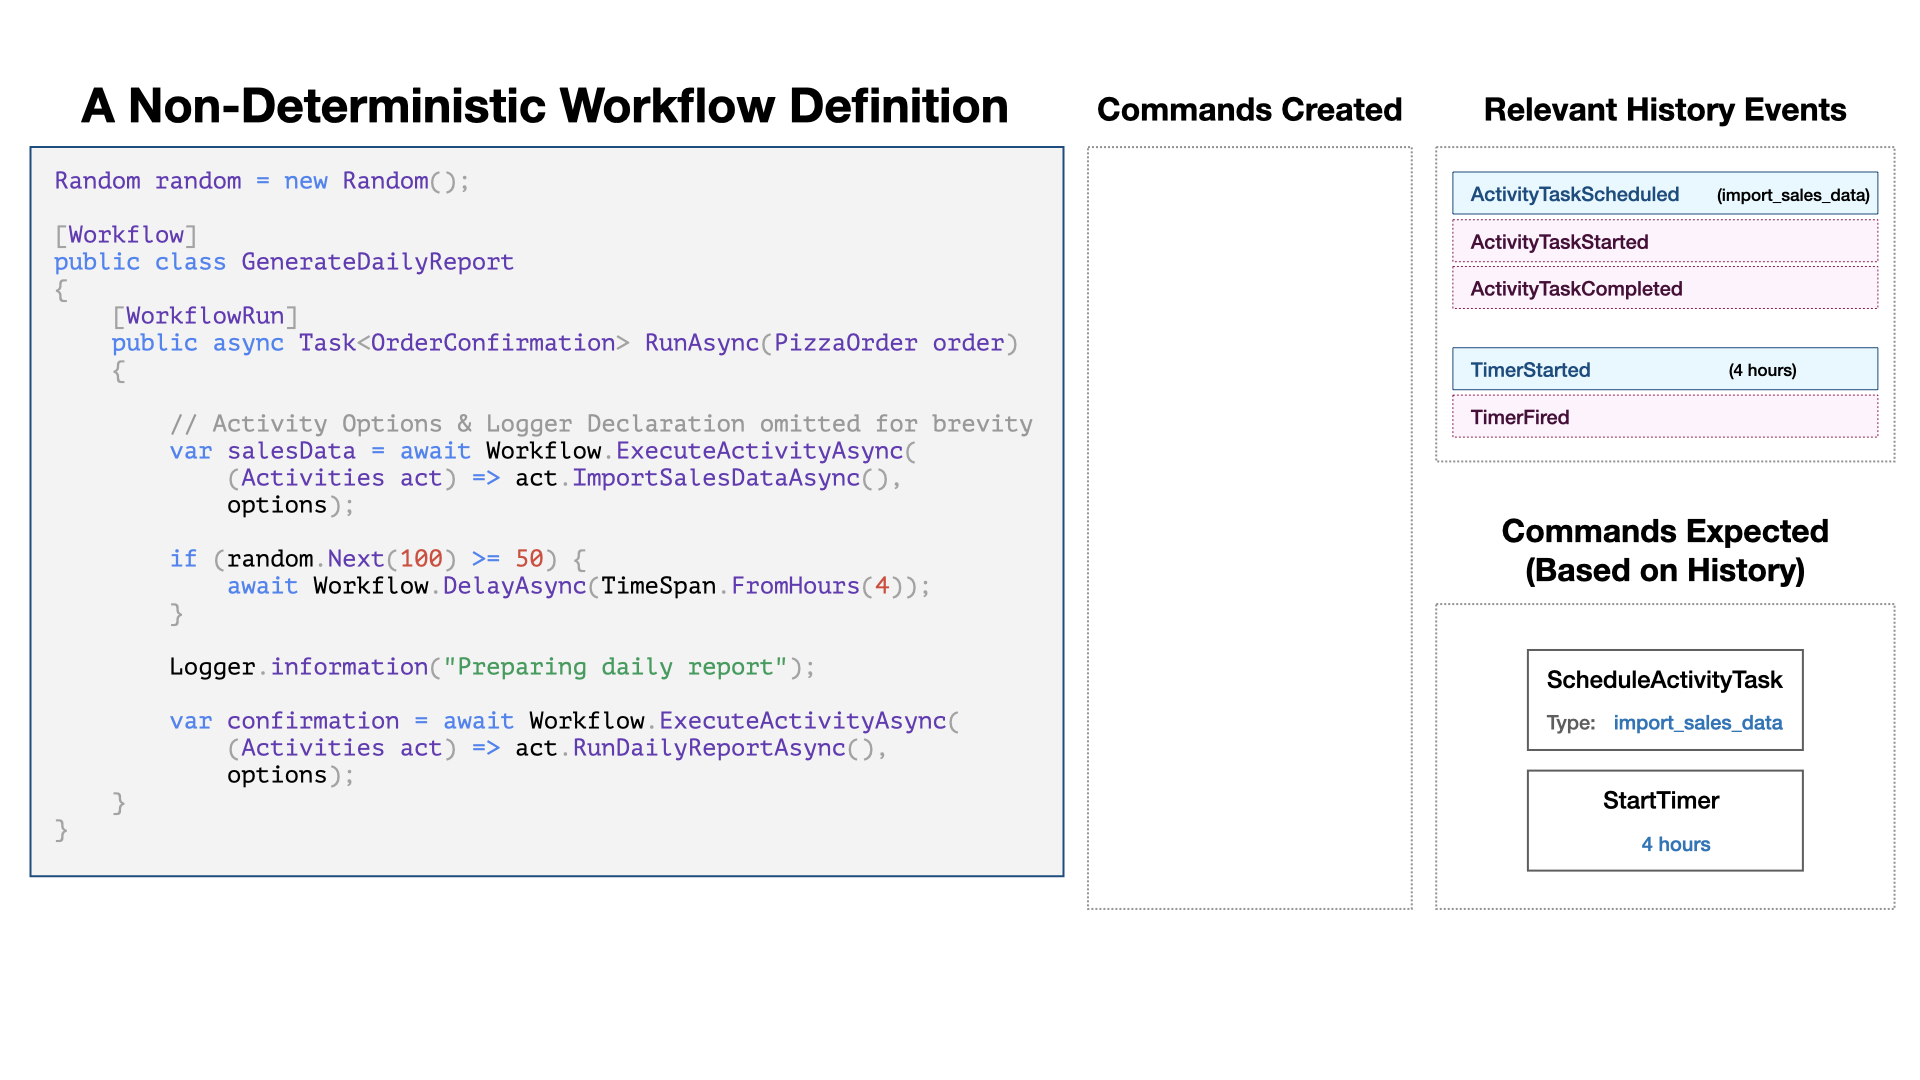 A Non-Deterministic Workflow Definition
Random random = new Random();
[Workflow]
public class GenerateDailyReport
{
[WorkflowRun]
public async Task<OrderConfirmation> RunAsync(PizzaOrder order)
{
// Activity Options & Logger Declaration omitted for brevity
var salesData = await Workflow.ExecuteActivityAsync(
(Activities act) => act.ImportSalesDataAsync(),
options);
if (random.Next(100) >= 50) {
await Workflow.DelayAsync(TimeSpan.FromHours(4));
}
Logger.information("Preparing daily report");
var confirmation = await Workflow.ExecuteActivityAsync(
(Activities act) => act.RunDailyReportAsync(),
options);
}
}
Commands Created
Relevant History Events
ActivityTaskScheduled (import_sales_data)
ActivityTaskStarted
ActivityTaskCompleted
TimerStarted (4 hours)
TimerFired
Commands Expected
(Based on History)
ScheduleActivityTask
Type: import_sales_data
StartTimer
4 hours